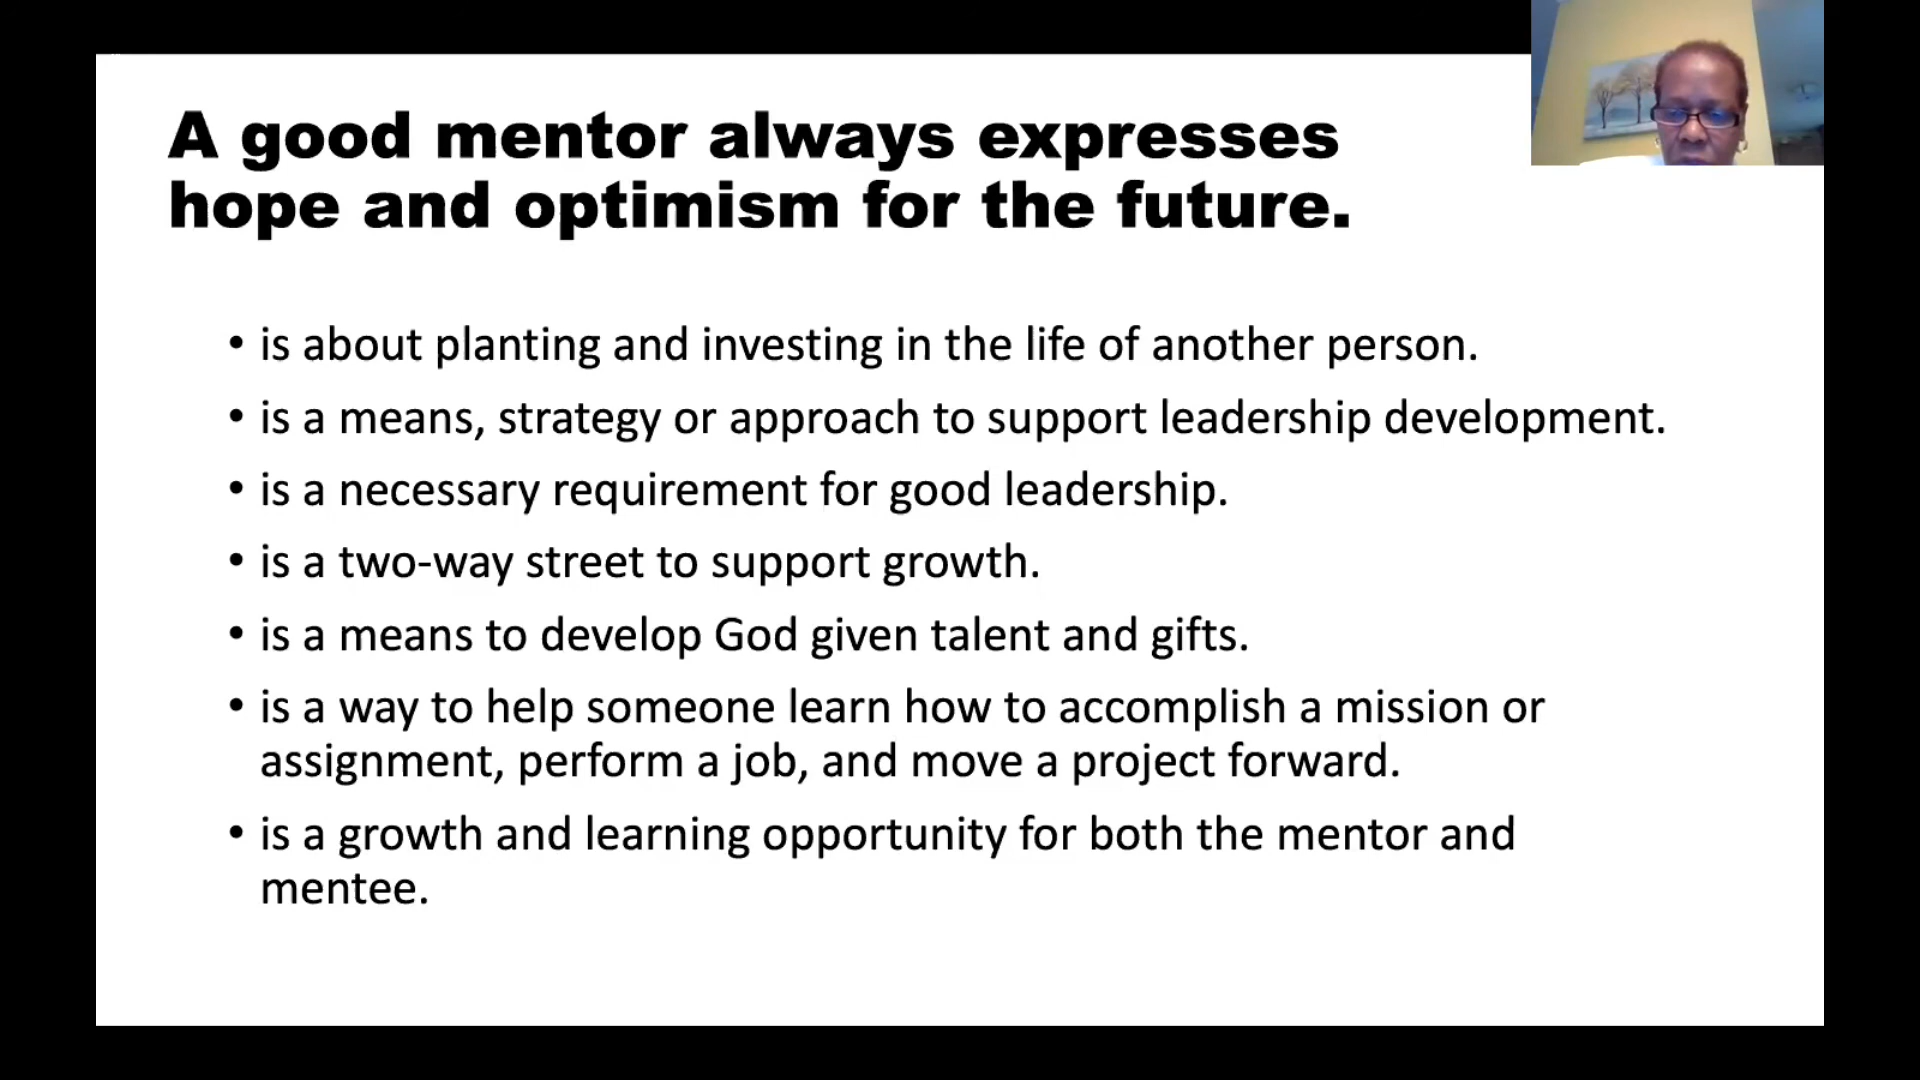 A good mentor always expresses
hope and optimism for the future.
• is about planting and investing in the life of another person.
• is a means, strategy or approach to support leadership development.
• is a necessary requirement for good leadership.
• is a two-way street to support growth.
• is a means to develop God given talent and gifts.
• is a way to help someone learn how to accomplish a mission or
assignment, perform a job, and move a project forward.
• is a growth and learning opportunity for both the mentor and
mentee.